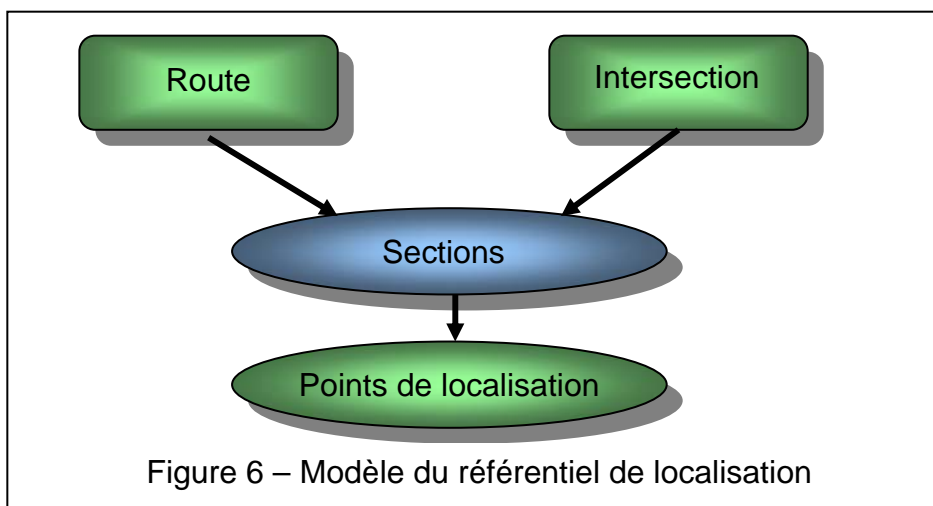 Route
Intersection
Sections
Points de localisation
Figure 6 – Modèle du référentiel de localisation